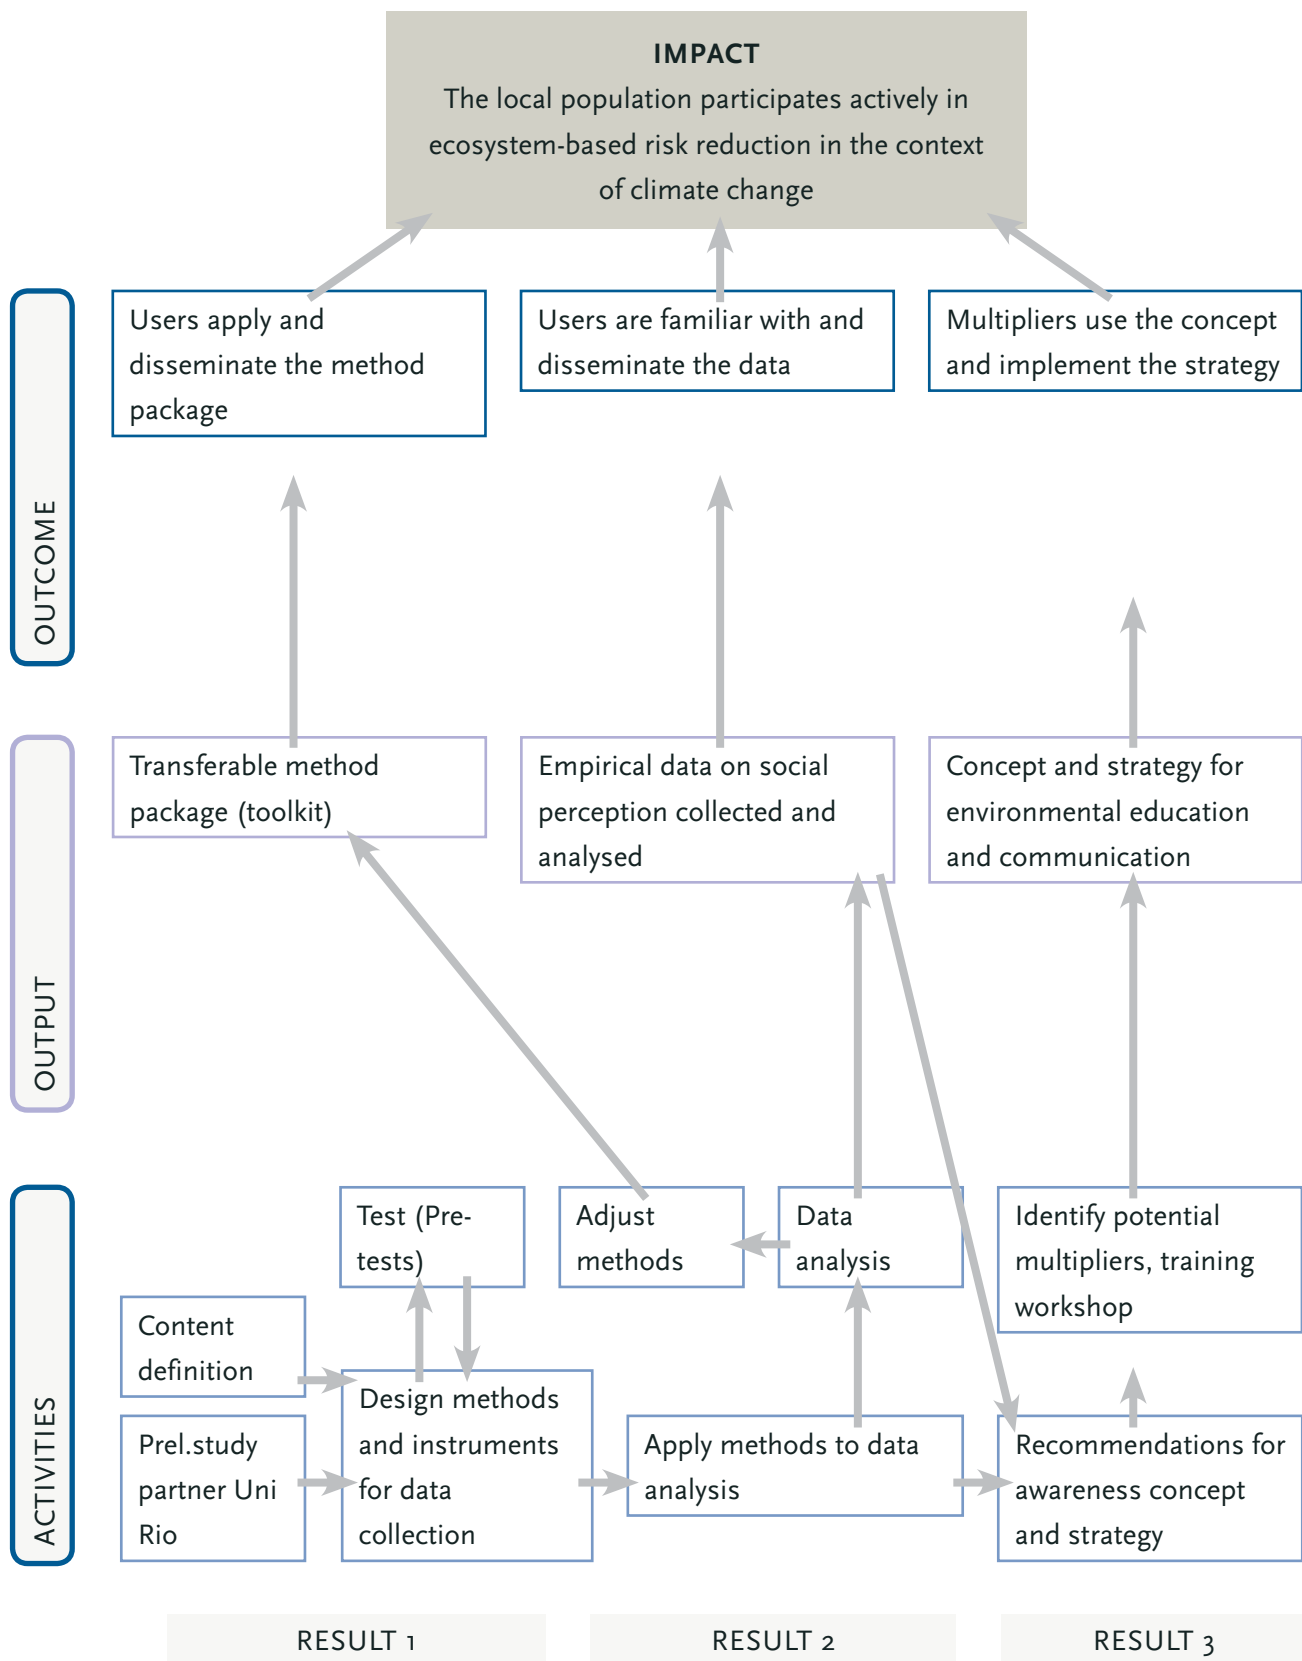 IMPACT
The local population participates actively in
ecosystem-based risk reduction in the context
of climate change
OUTCOME
Users apply and
disseminate the method
package
Users are familiar with and
disseminate the data
Multipliers use the concept
and implement the strategy
OUTPUT
Transferable method
package (toolkit)
Empirical data on social
perception collected and
analysed
Concept and strategy for
environmental education
and communication
ACTIVITIES
Test (Pre-
tests)
Adjust
methods
Data
analysis
Identify potential
multipliers, training
workshop
Content
definition
Prel.study
partner Uni
Rio
Design methods
and instruments
for data
collection
Apply methods to data
analysis
Recommendations for
awareness concept
and strategy
RESULT 1
RESULT 2
RESULT 3